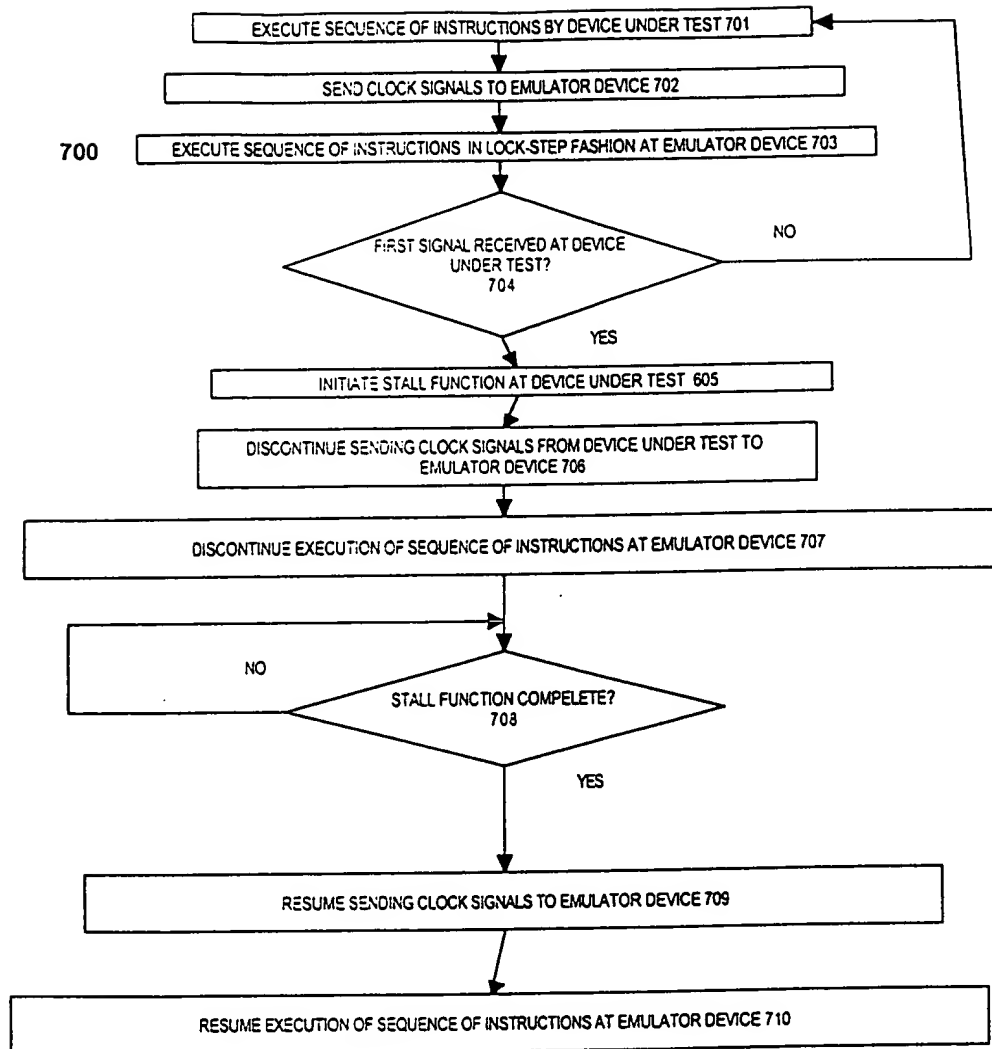 EXECUTE SEQUENCE OF INSTRUCTIONS BY DEVICE UNDER TEST 701
SEND CLOCK SIGNALS TO EMULATOR DEVICE 702
700
EXECUTE SEQUENCE OF INSTRUCTIONS IN LOCK-STEP FASHION AT EMULATOR DEVICE 703
FIRST SIGNAL RECEIVED AT DEVICE
UNDER TEST?
704
NO
YES
INITIATE STALL FUNCTION AT DEVICE UNDER TEST 605
DISCONTINUE SENDING CLOCK SIGNALS FROM DEVICE UNDER TEST TO
EMULATOR DEVICE 706
DISCONTINUE EXECUTION OF SEQUENCE OF INSTRUCTIONS AT EMULATOR DEVICE 707
NO
STALL FUNCTION COMPELETE?
708
YES
RESUME SENDING CLOCK SIGNALS TO EMULATOR DEVICE 709
RESUME EXECUTION OF SEQUENCE OF INSTRUCTIONS AT EMULATOR DEVICE 710